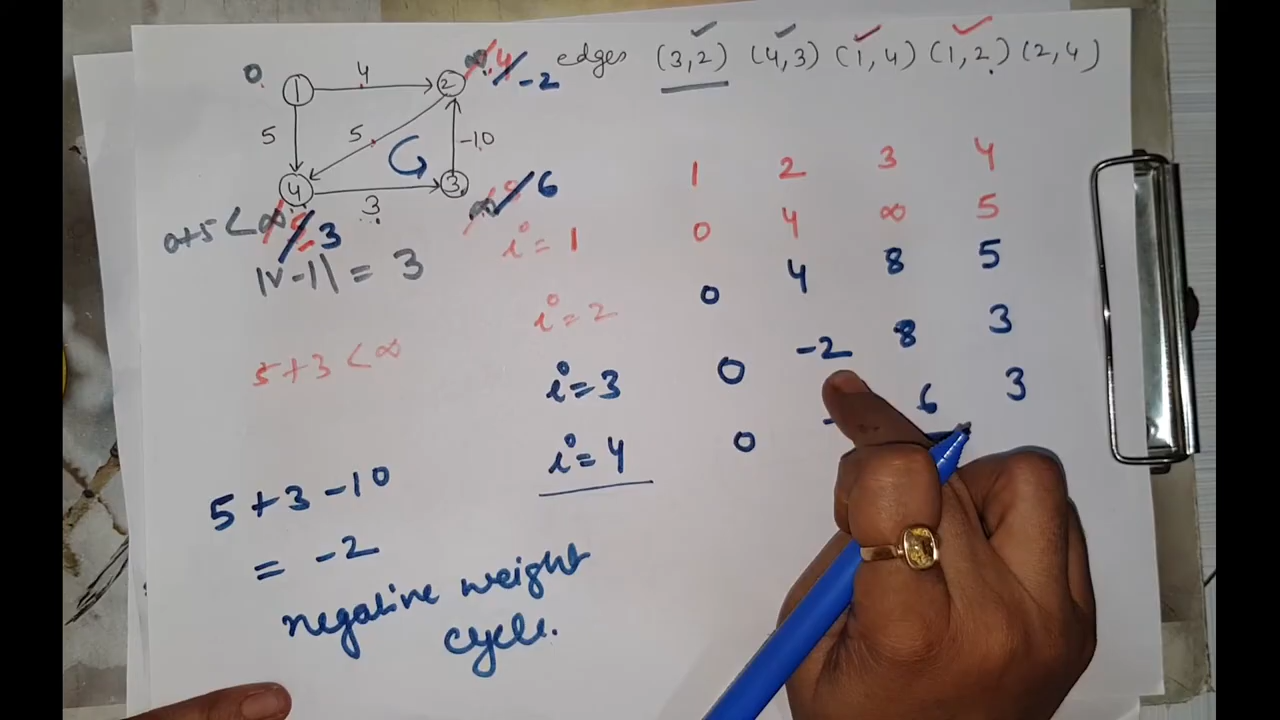 edges (3,2) (4,3) (1,4) (1,2) (2,4)
0 1 4 2 ∞ 4 -2
5 5 -10
4 3 3 ∞ 8 6
0+5 < ∞ 5 3
|v-1| = 3
5+3 < ∞
1 2 3 4
i=1 0 4 ∞ 5
i=2 0 4 8 5
i=3 0 -2 8 3
i=4 0 - 6 3
5+3-10
= -2
negative weight
cycle.